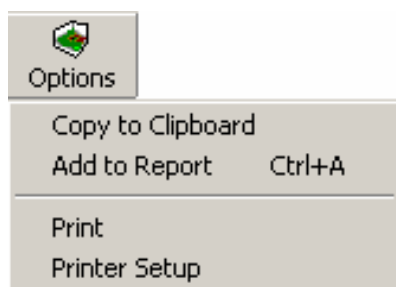 Options
Copy to Clipboard
Add to Report Ctrl+A
Print
Printer Setup